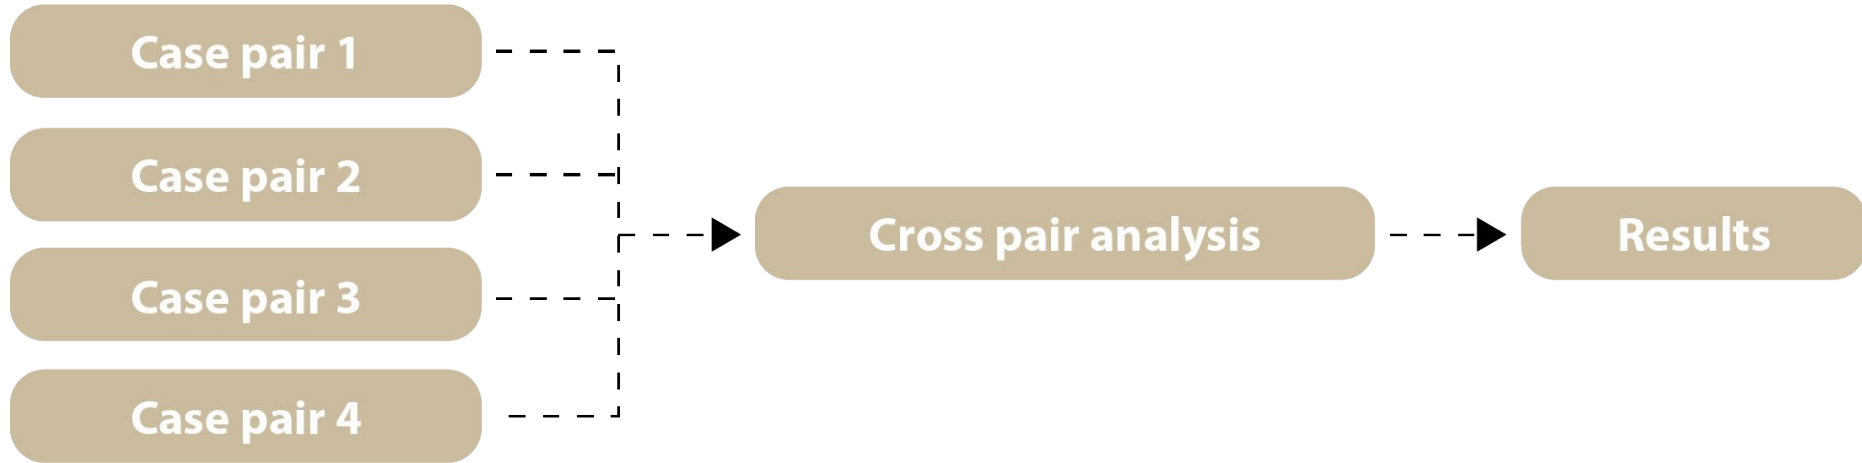 Case pair 1
Case pair 2
Case pair 3
Case pair 4
Cross pair analysis
Results